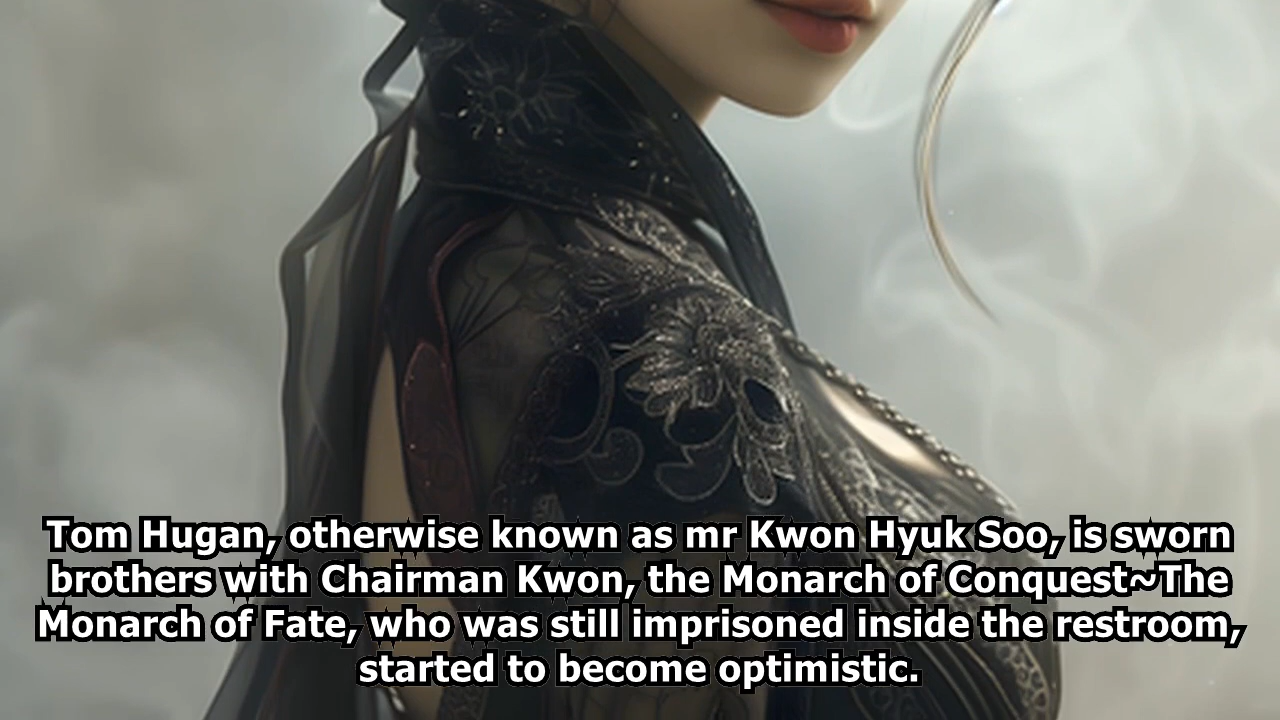 Tom Hugan, otherwise known as mr Kwon Hyuk Soo, is sworn
brothers with Chairman Kwon, the Monarch of Conquest~The
Monarch of Fate, who was still imprisoned inside the restroom,
started to become optimistic.